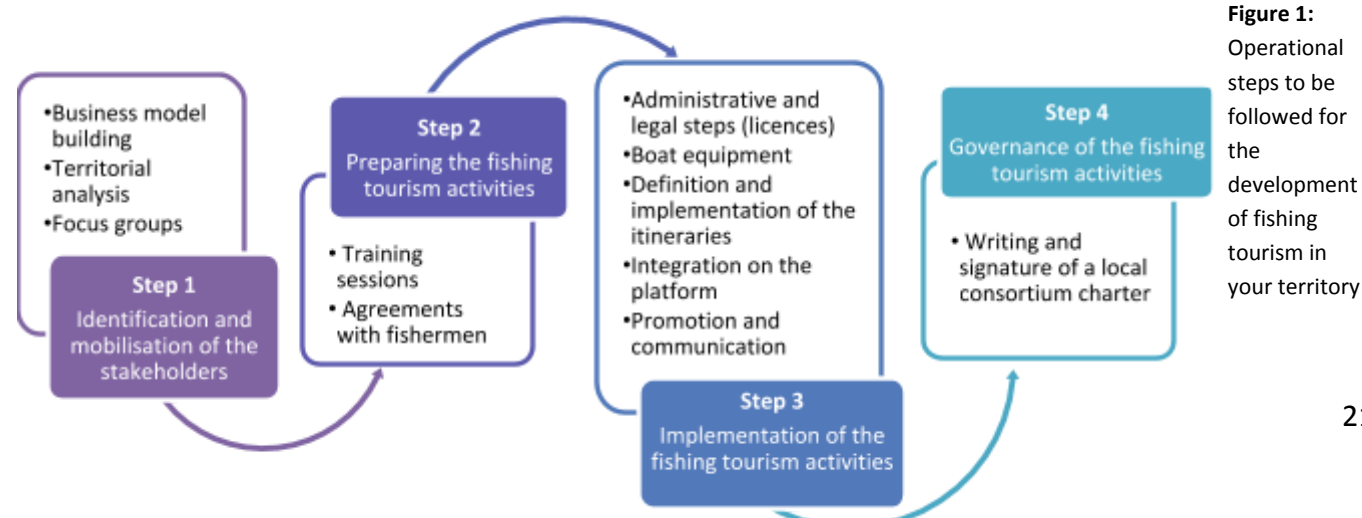 •Business model
building
•Territorial
analysis
•Focus groups
Step 1
Identification and
mobilisation of the
stakeholders
Step 2
Preparing the fishing
tourism activities
• Training
sessions
• Agreements
with fishermen
•Administrative and
legal steps (licences)
•Boat equipment
•Definition and
implementation of the
itineraries
•Integration on the
platform
•Promotion and
communication
Step 3
Implementation of the
fishing tourism activities
Step 4
Governance of the fishing
tourism activities
• Writing and
signature of a local
consortium charter
Figure 1:
Operational
steps to be
followed for
the
development
of fishing
tourism in
your territory